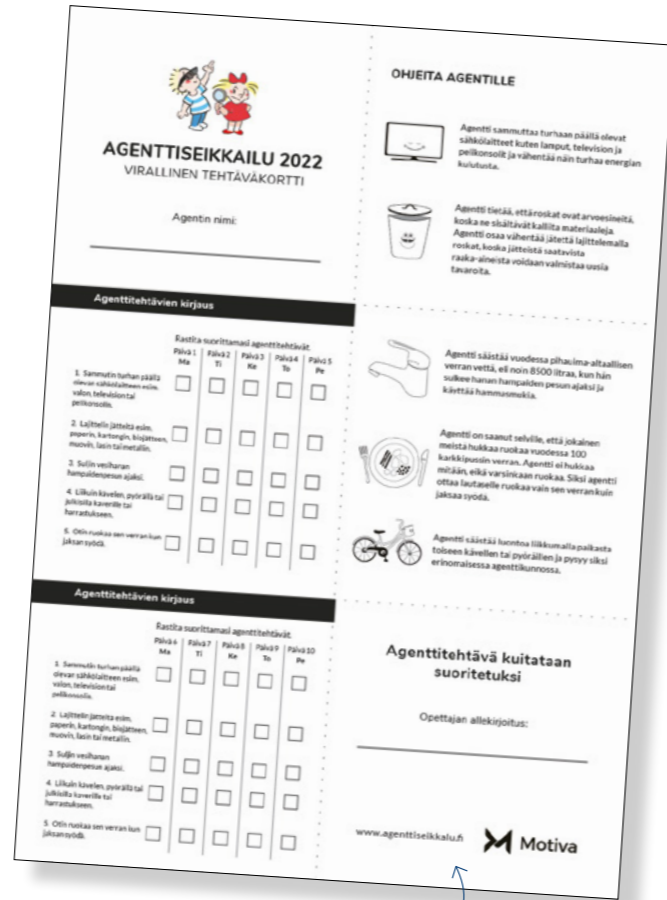 AGENTTISEIKKAILU 2022
VIRALLINEN TEHTÄVÄKORTTI
Agentin nimi:
Agenttitehtävien kirjaus
Rastita suorittamasi agenttitehtävät.
Päivä 1 Päivä 2 Päivä 3 Päivä 4 Päivä 5
Ma Ti Ke To Pe
1. Sammutin turhan päällä
olevan sähkölaitteen esim.
valon, television tai
pelikonsolin.
2. Lajittelin jätteitä esim.
paperin, kartongin, biojätteen,
muovin, lasin tai metallin.
3. Suljin vesihanan
hampaidenpesun ajaksi.
4. Liikuin kävellen, pyörällä tai
julkisilla kaverille tai
harrastukseen.
5. Otin ruokaa sen verran kun
jaksan syödä.
Agenttitehtävien kirjaus
Rastita suorittamasi agenttitehtävät.
Päivä 6 Päivä 7 Päivä 8 Päivä 9 Päivä 10
Ma Ti Ke To Pe
1. Sammutin turhan päällä
olevan sähkölaitteen esim.
valon, television tai
pelikonsolin.
2. Lajittelin jätteitä esim.
paperin, kartongin, biojätteen,
muovin, lasin tai metallin.
3. Suljin vesihanan
hampaidenpesun ajaksi.
4. Liikuin kävellen, pyörällä tai
julkisilla kaverille tai
harrastukseen.
5. Otin ruokaa sen verran kun
jaksan syödä.
OHJEITA AGENTILLE
Agentti sammuttaa turhaan päällä olevat
sähkölaitteet kuten lamput, television ja
pelikonsolit ja vähentää näin turhaa energian
kulutusta.
Agentti tietää, että roskat ovat arvoesineitä,
koska ne sisältävät kalliita materiaaleja.
Agentti osaa vähentää jätettä lajittelemalla
roskat, koska jätteistä saatavista
raaka-aineista voidaan valmistaa uusia
tavaroita.
Agentti säästää vuodessa pihauima-altaallisen
verran vettä, eli noin 8500 litraa, kun hän
sulkee hanan hampaiden pesun ajaksi ja
käyttää hammasmukia.
Agentti on saanut selville, että jokainen
meistä hukkaa ruokaa vuodessa 100
karkkipussin verran. Agentti ei hukkaa
mitään, eikä varsinkaan ruokaa. Siksi agentti
ottaa lautaselle ruokaa vain sen verran kuin
jaksaa syödä.
Agentti säästää luontoa liikkumalla paikasta
toiseen kävellen tai pyöräillen ja pysyy siksi
erinomaisessa agenttikunnossa.
Agenttitehtävä kuitataan
suoritetuksi
Opettajan allekirjoitus:
www.agenttiseikkalu.fi
Motiva